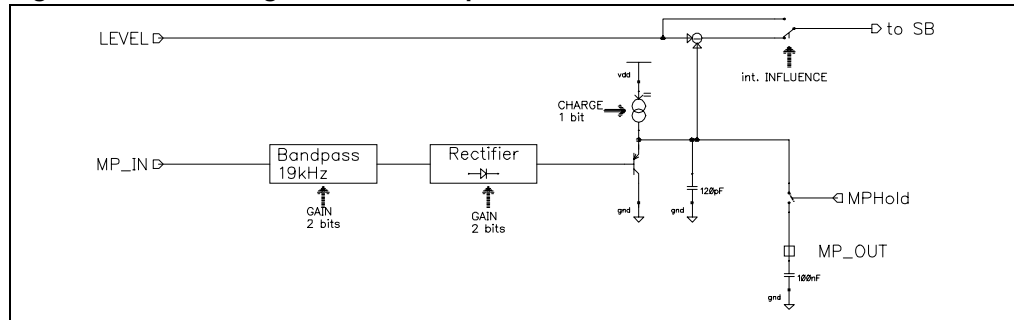 LEVEL
to SB
vdd
int. INFLUENCE
CHARGE
1 bit
MP_IN
Bandpass
19kHz
Rectifier
GAIN
2 bits
GAIN
2 bits
gnd
gnd
120pF
MPHold
MP_OUT
100nF
gnd